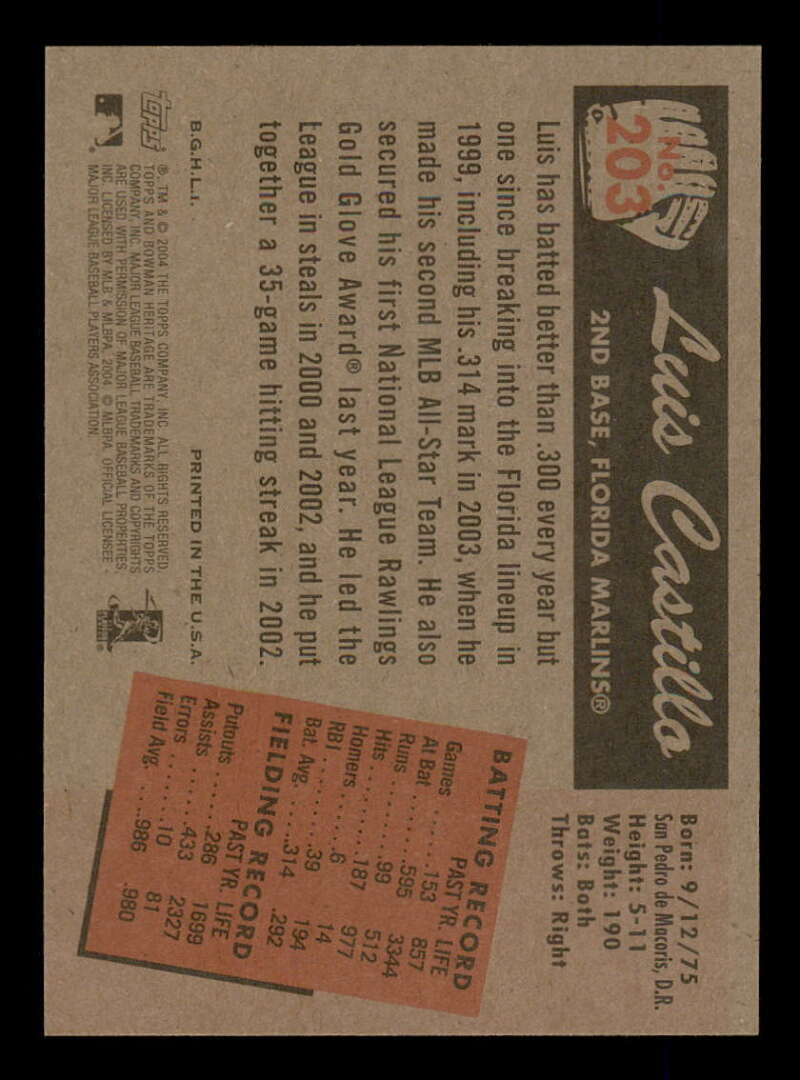 No.
203
Luis Castillo
2ND BASE, FLORIDA MARLINS®
Born: 9/12/75
San Pedro de Macoris, D.R.
Height: 5-11
Weight: 190
Bats: Both
Throws: Right
Luis has batted better than .300 every year but
one since breaking into the Florida lineup in
1999, including his .314 mark in 2003, when he
made his second MLB All-Star Team. He also
secured his first National League Rawlings
Gold Glove Award® last year. He led the
League in steals in 2000 and 2002, and he put
together a 35-game hitting streak in 2002.
BATTING RECORD
PAST YR. LIFE
Games ......153 857
At Bat ......595 3344
Runs ........99 512
Hits ........187 977
Homers .......6 14
RBI .........39 194
Bat. Avg. ...314 .292
FIELDING RECORD
PAST YR. LIFE
Putouts .....286 1699
Assists .....433 2327
Errors .......10 81
Field Avg. ...986 .980
B.G.H.L.I.
PRINTED IN THE U.S.A.
Topps
®, TM & © 2004 THE TOPPS COMPANY, INC. ALL RIGHTS RESERVED.
TOPPS AND BOWMAN HERITAGE ARE TRADEMARKS OF THE TOPPS
COMPANY, INC. MAJOR LEAGUE BASEBALL TRADEMARKS AND COPYRIGHTS
ARE USED WITH PERMISSION OF MAJOR LEAGUE BASEBALL PROPERTIES,
INC. LICENSED BY MLB & MLBPA, 2004 © MLBPA. OFFICIAL LICENSEE -
MAJOR LEAGUE BASEBALL PLAYERS ASSOCIATION